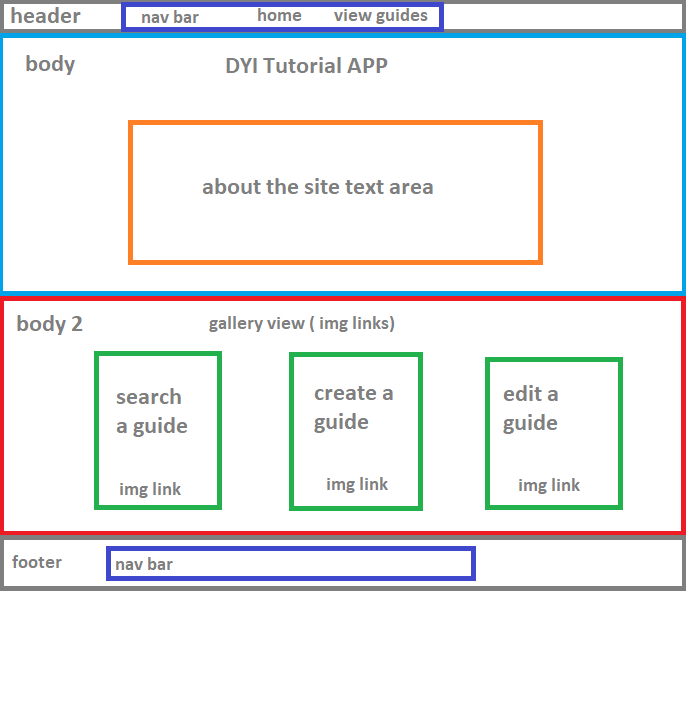 header
nav bar home view guides
body
DYI Tutorial APP
about the site text area
body 2
gallery view ( img links)
search
a guide
img link
create a
guide
img link
edit a
guide
img link
footer
nav bar